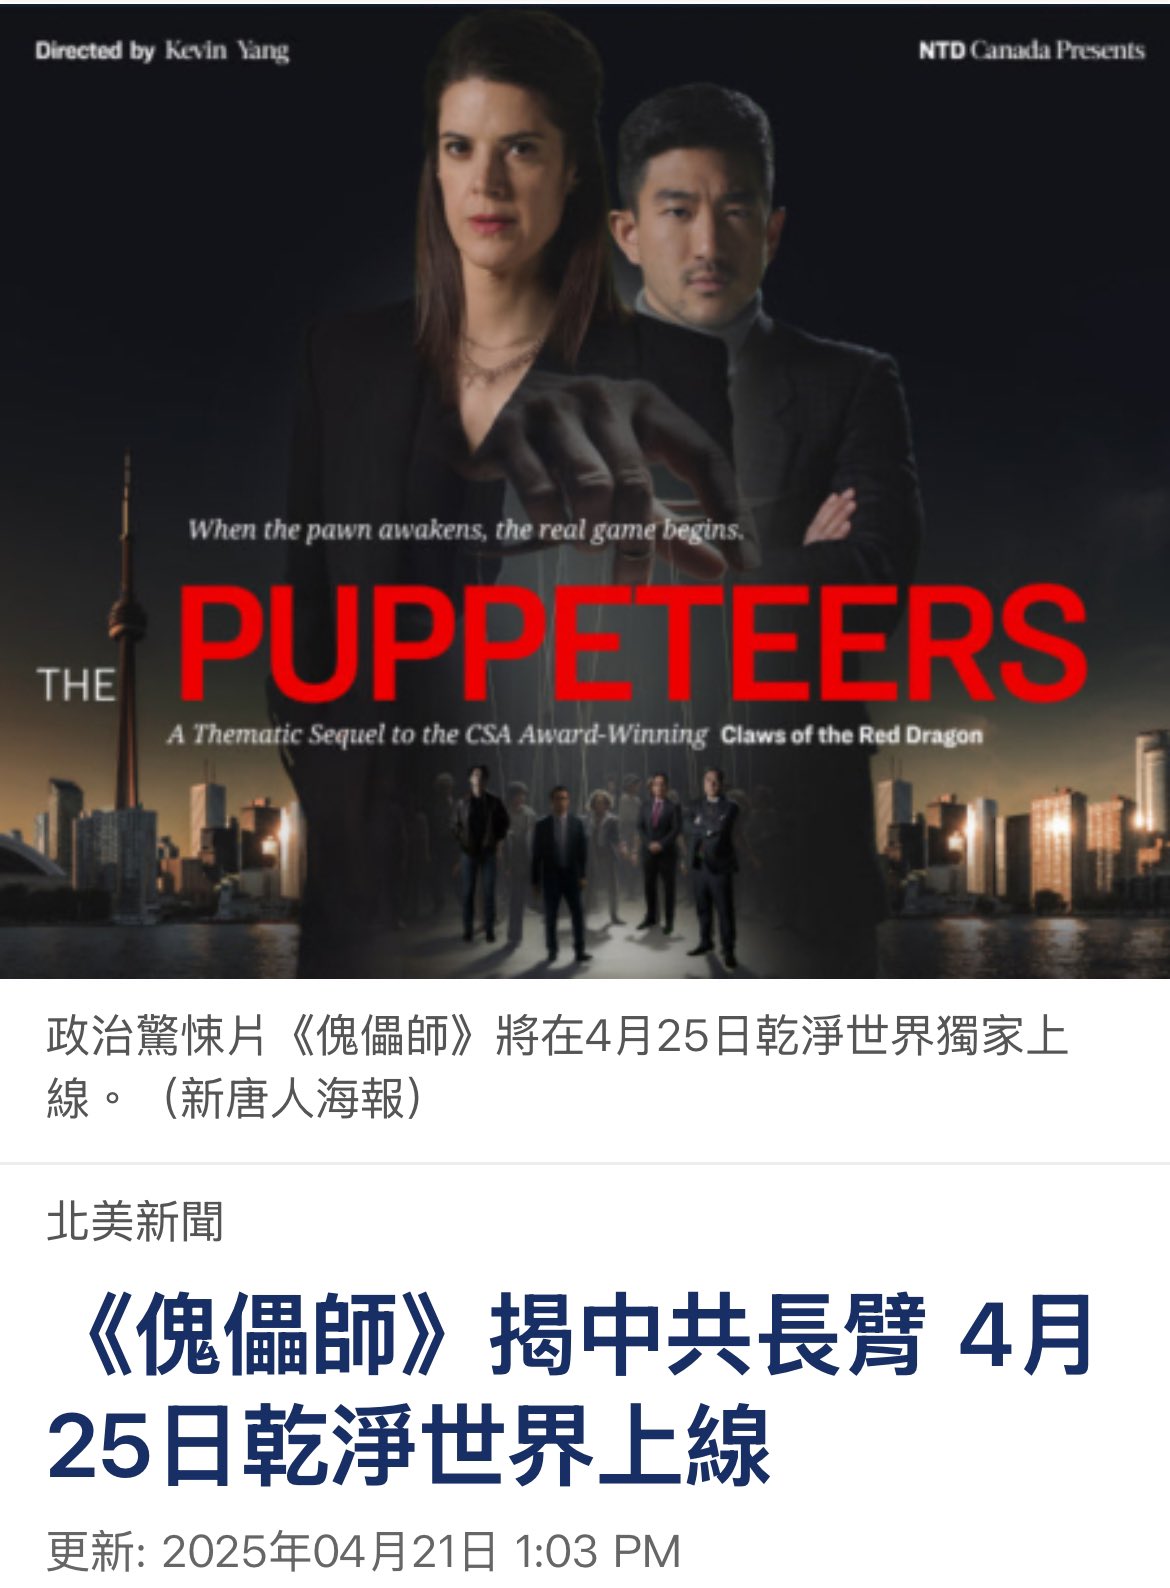 Directed by Kevin Yang
NTD Canada Presents
When the pawn awakens, the real game begins.
THE PUPPETEERS
A Thematic Sequel to the CSA Award-Winning Claws of the Red Dragon
政治驚悚片《傀儡師》將在4月25日乾淨世界獨家上
線。（新唐人海報）
北美新聞
《傀儡師》揭中共長臂 4月
25日乾淨世界上線
更新: 2025年04月21日 1:03 PM